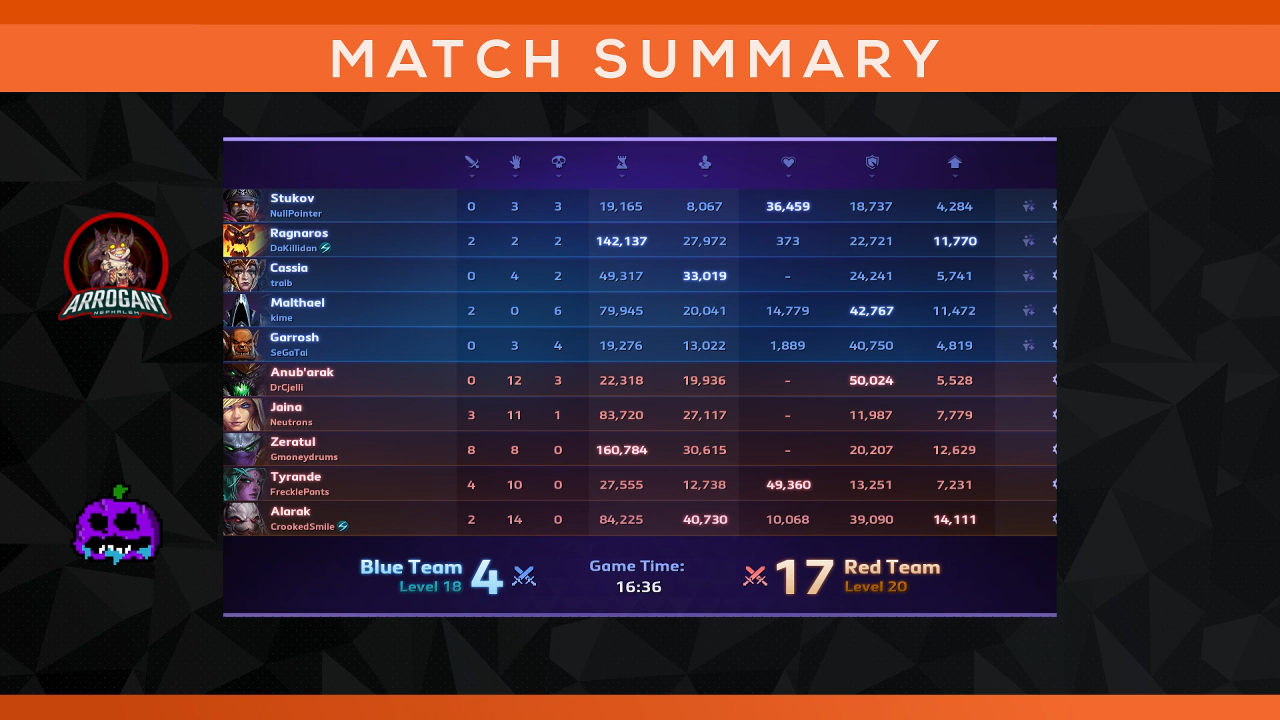 MATCH SUMMARY
Stukov
NullPointer
0 3 3 19,165 8,067 36,459 18,737 4,284
Ragnaros
DaKillidan
2 2 2 142,137 27,972 373 22,721 11,770
Cassia
traib
0 4 2 49,317 33,019 - 24,241 5,741
Malthael
kime
2 0 6 79,945 20,041 14,779 42,767 11,472
Garrosh
SeGaTai
0 3 4 19,276 13,022 1,889 40,750 4,819
Anub'arak
DrCjelli
0 12 3 22,318 19,936 - 50,024 5,528
Jaina
Neutrons
3 11 1 83,720 27,117 - 11,987 7,779
Zeratul
Gmoneydrums
8 8 0 160,784 30,615 - 20,207 12,629
Tyrande
FrecklePants
4 10 0 27,555 12,738 49,360 13,251 7,231
Alarak
CrookedSmile
2 14 0 84,225 40,730 10,068 39,090 14,111
ARROGANT
NEPHALEM
Blue Team 4
Level 18
Game Time:
16:36
17 Red Team
Level 20